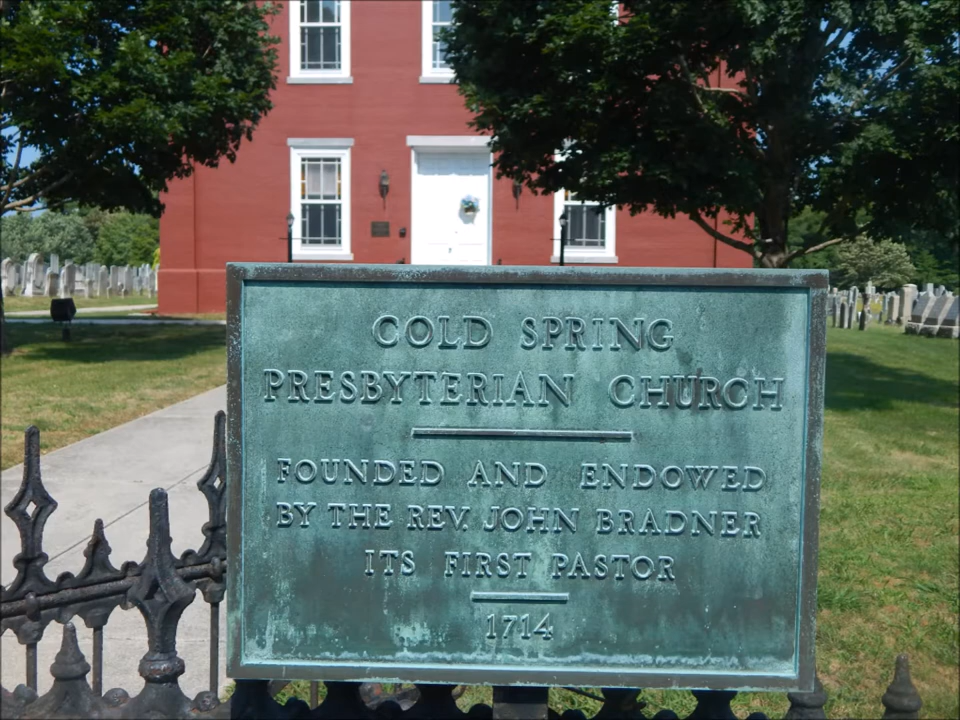 COLD SPRING
PRESBYTERIAN CHURCH
FOUNDED AND ENDOWED
BY THE REV. JOHN BRADNER
ITS FIRST PASTOR
1714